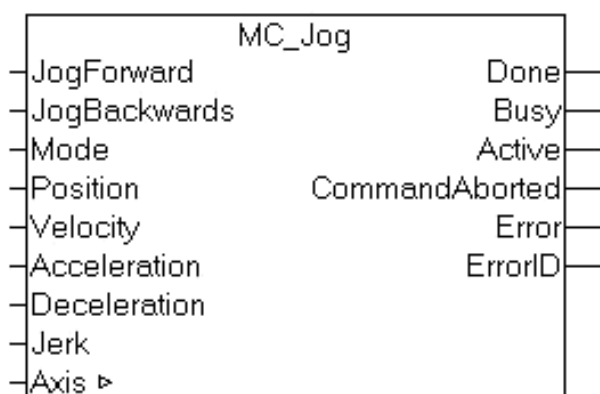 MC_Jog
JogForward Done
JogBackwards Busy
Mode Active
Position CommandAborted
Velocity Error
Acceleration ErrorID
Deceleration
Jerk
Axis ▹